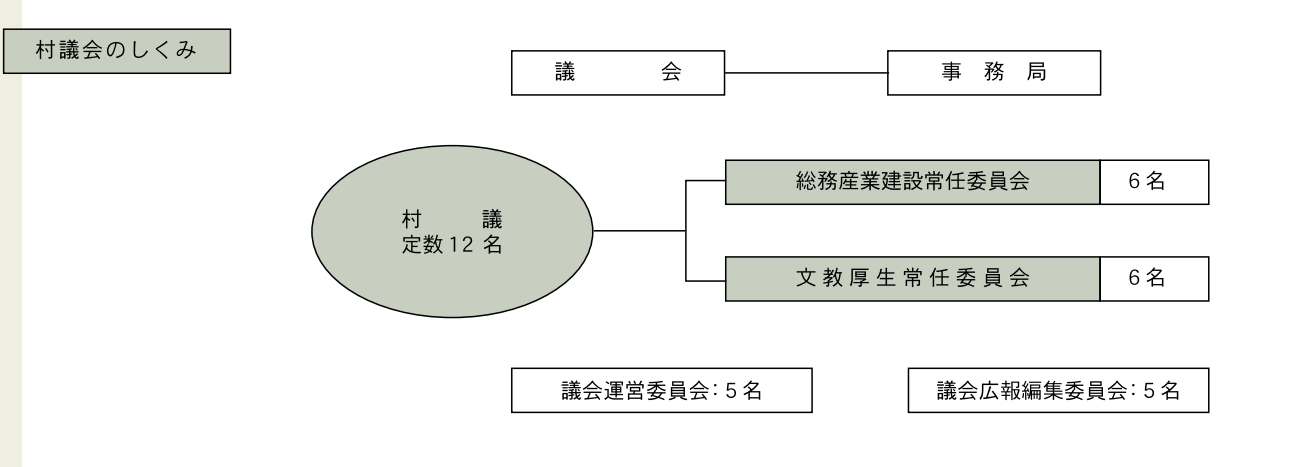 村議会のしくみ
議　会
事　務　局
村　議
定数12名
総務産業建設常任委員会
6名
文教厚生常任委員会
6名
議会運営委員会：5名
議会広報編集委員会：5名